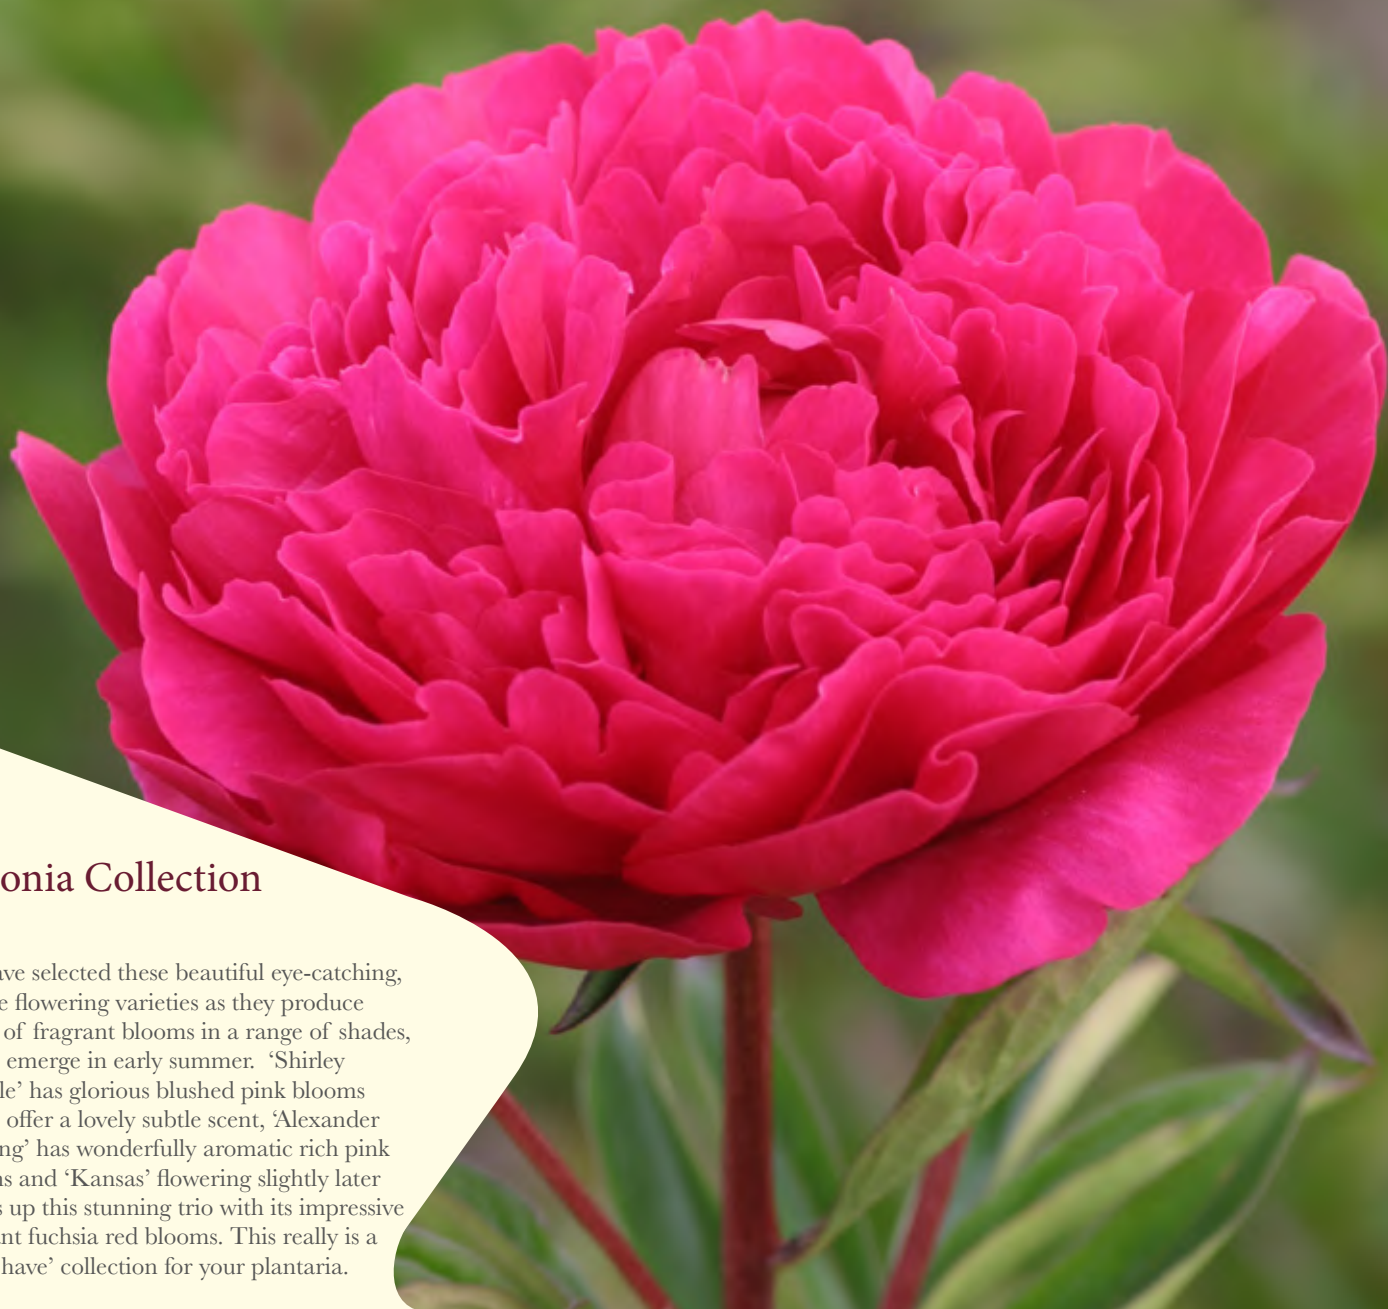 onia Collection
ave selected these beautiful eye-catching,
e flowering varieties as they produce
of fragrant blooms in a range of shades,
emerge in early summer. ‘Shirley
le’ has glorious blushed pink blooms
offer a lovely subtle scent, ‘Alexander
ng’ has wonderfully aromatic rich pink
ns and ‘Kansas’ flowering slightly later
s up this stunning trio with its impressive
ant fuchsia red blooms. This really is a
have’ collection for your plantaria.